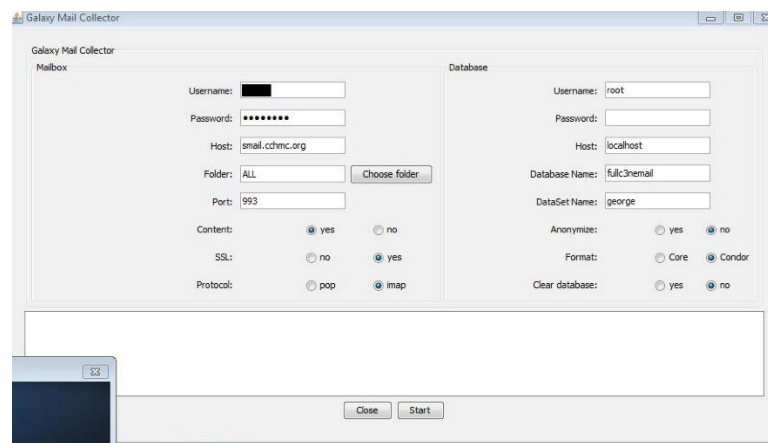 Galaxy Mail Collector
Galaxy Mail Collector
Mailbox
Username:
Password: ••••••••
Host: smail.cchmc.org
Folder: ALL Choose folder
Port: 993
Content: yes no
SSL: no yes
Protocol: pop imap
Database
Username: root
Password:
Host: localhost
Database Name: fullc3nemail
DataSet Name: george
Anonymize: yes no
Format: Core Condor
Clear database: yes no
Close Start